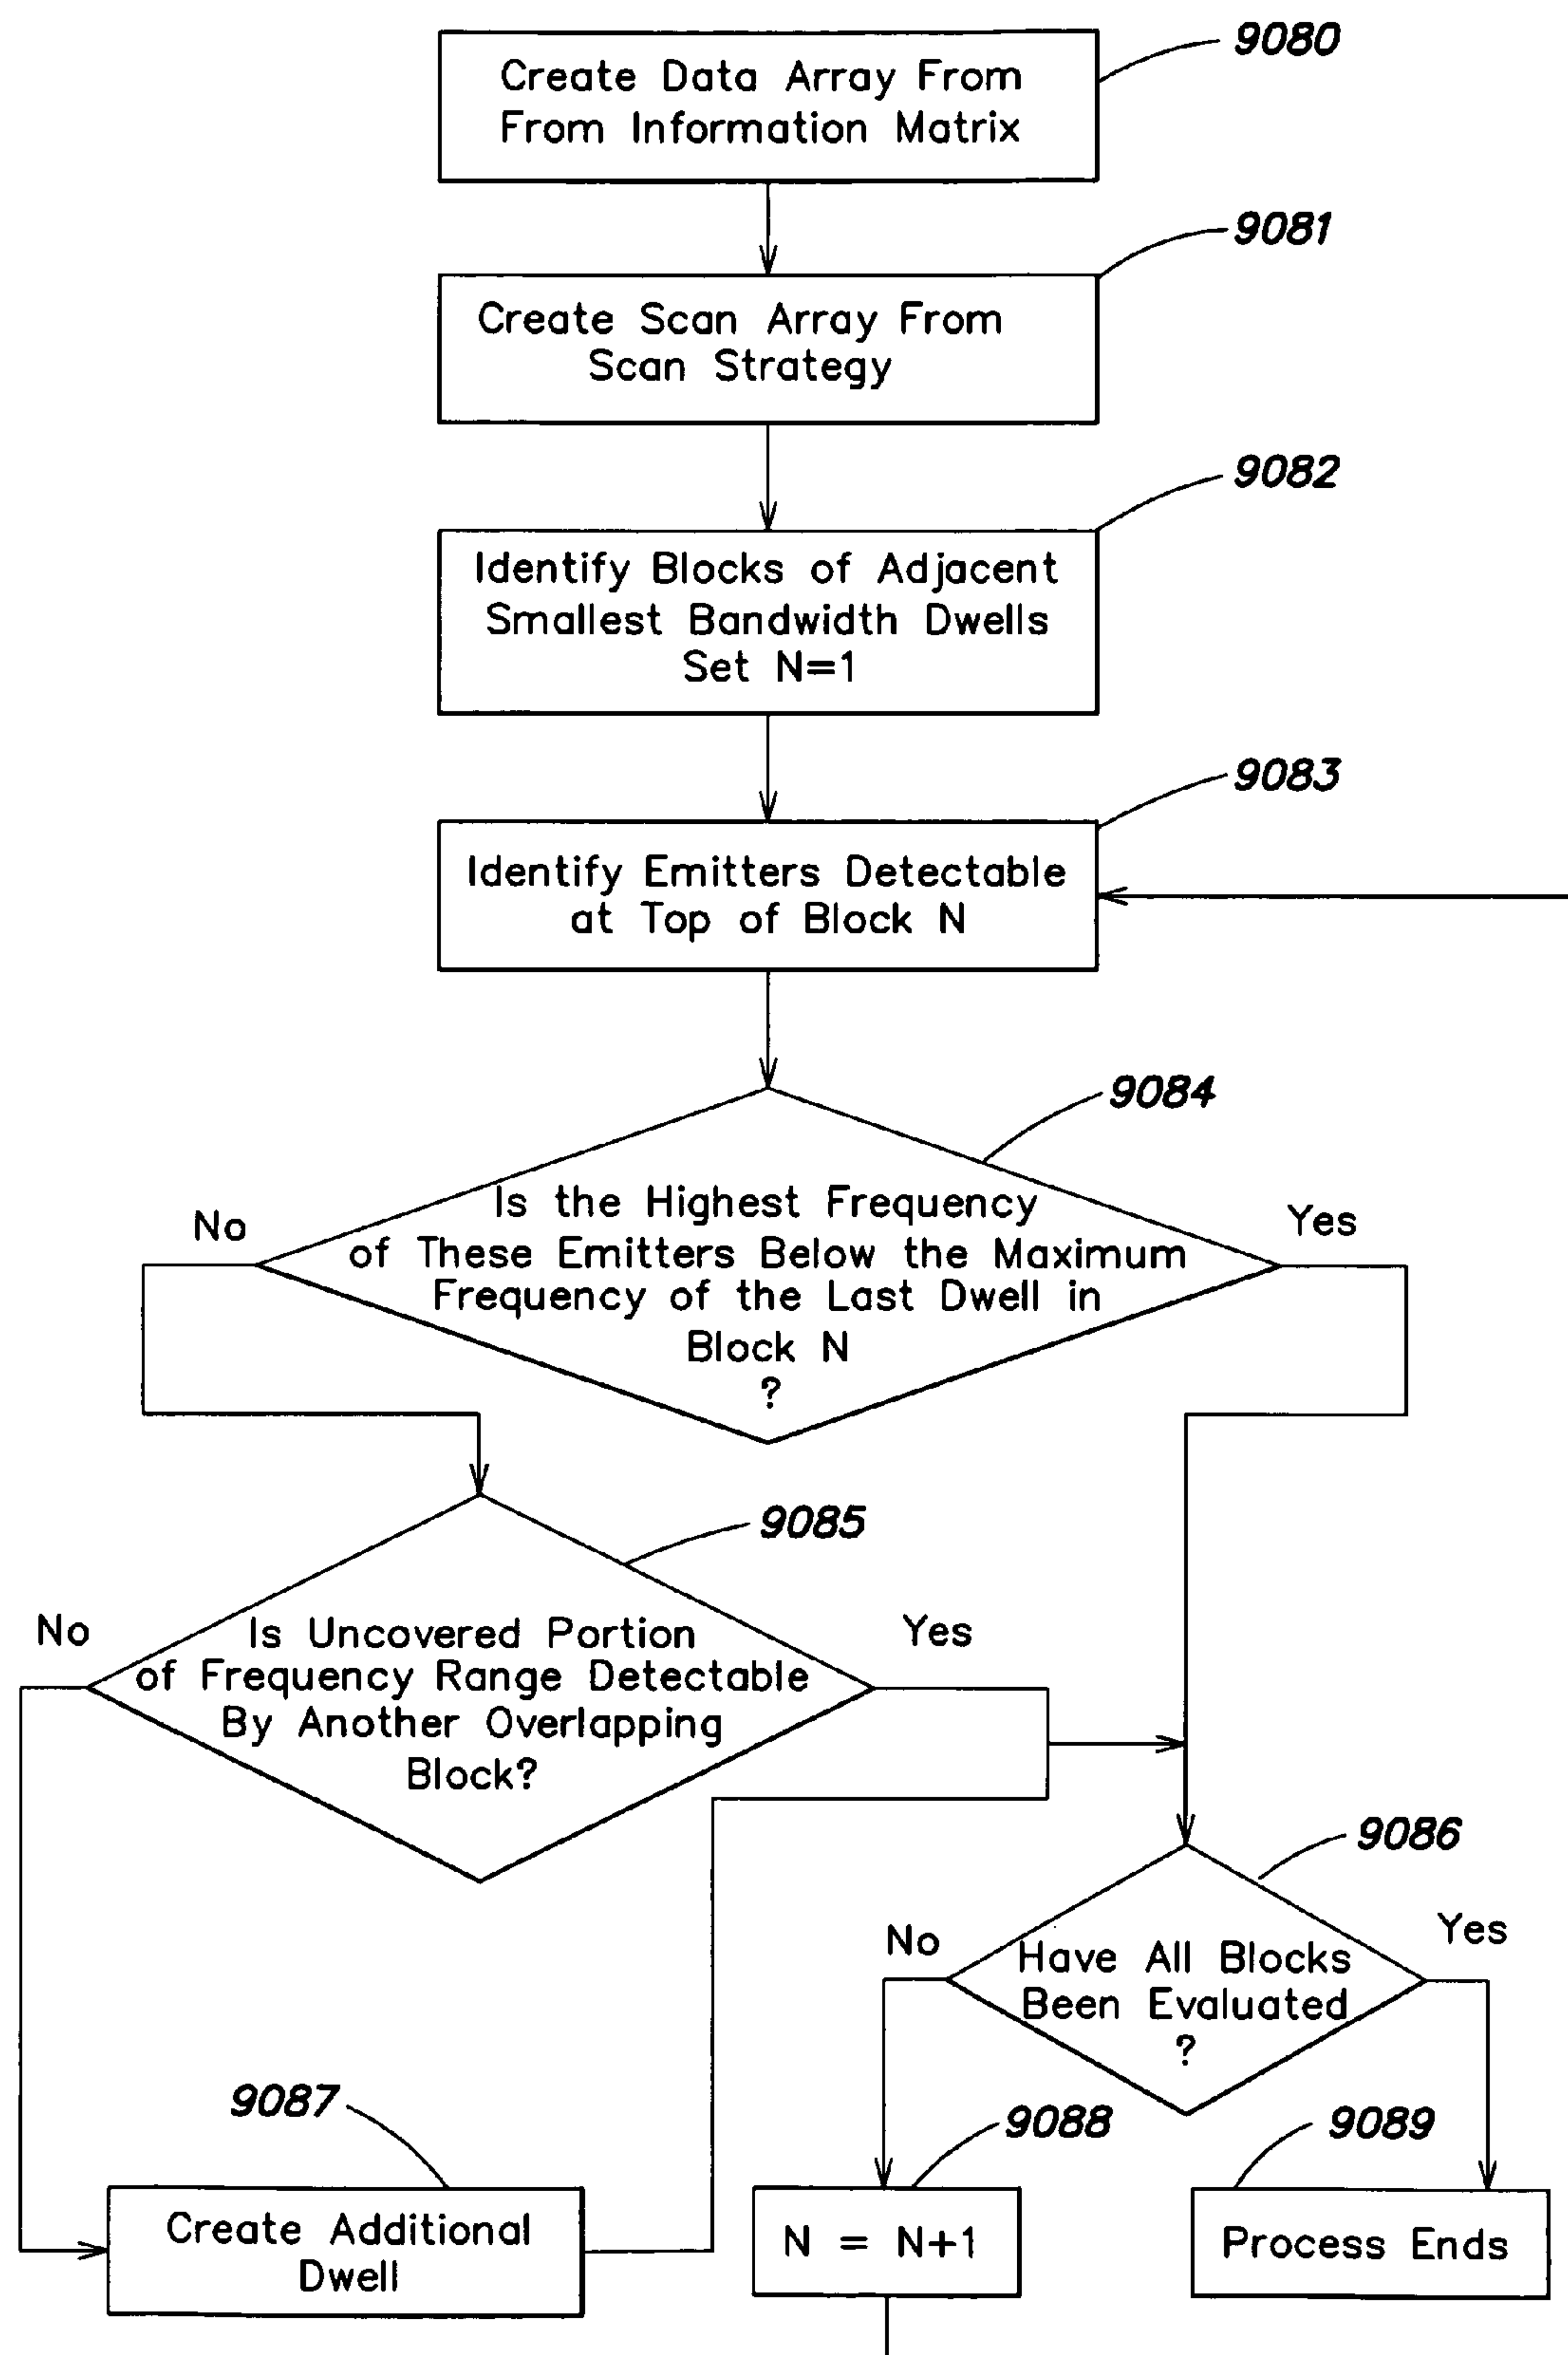 9080
Create Data Array From
From Information Matrix
9081
Create Scan Array From
Scan Strategy
9082
Identify Blocks of Adjacent
Smallest Bandwidth Dwells
Set N=1
9083
Identify Emitters Detectable
at Top of Block N
9084
No
Is the Highest Frequency
Yes
of These Emitters Below the Maximum
Frequency of the Last Dwell in
Block N
?
9085
No
Is Uncovered Portion
Yes
of Frequency Range Detectable
By Another Overlapping
Block?
9086
No
Have All Blocks
Yes
Been Evaluated
?
9087
9088
9089
Create Additional
Dwell
N = N+1
Process Ends